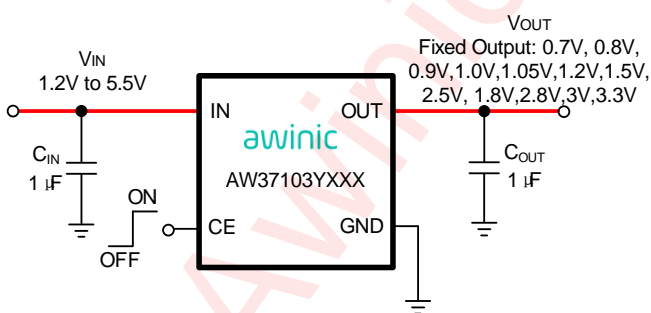 VOUT
Fixed Output: 0.7V, 0.8V,
0.9V,1.0V,1.05V,1.2V,1.5V,
2.5V, 1.8V,2.8V,3V,3.3V
VIN
1.2V to 5.5V
IN
OUT
awinic
AW37103YXXX
CIN
1 μF
COUT
1 μF
ON
OFF
CE
GND